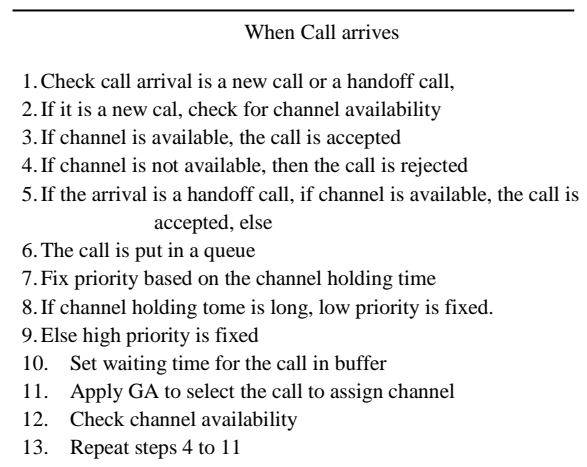 When Call arrives
1. Check call arrival is a new call or a handoff call,
2. If it is a new cal, check for channel availability
3. If channel is available, the call is accepted
4. If channel is not available, then the call is rejected
5. If the arrival is a handoff call, if channel is available, the call is
accepted, else
6. The call is put in a queue
7. Fix priority based on the channel holding time
8. If channel holding tome is long, low priority is fixed.
9. Else high priority is fixed
10. Set waiting time for the call in buffer
11. Apply GA to select the call to assign channel
12. Check channel availability
13. Repeat steps 4 to 11